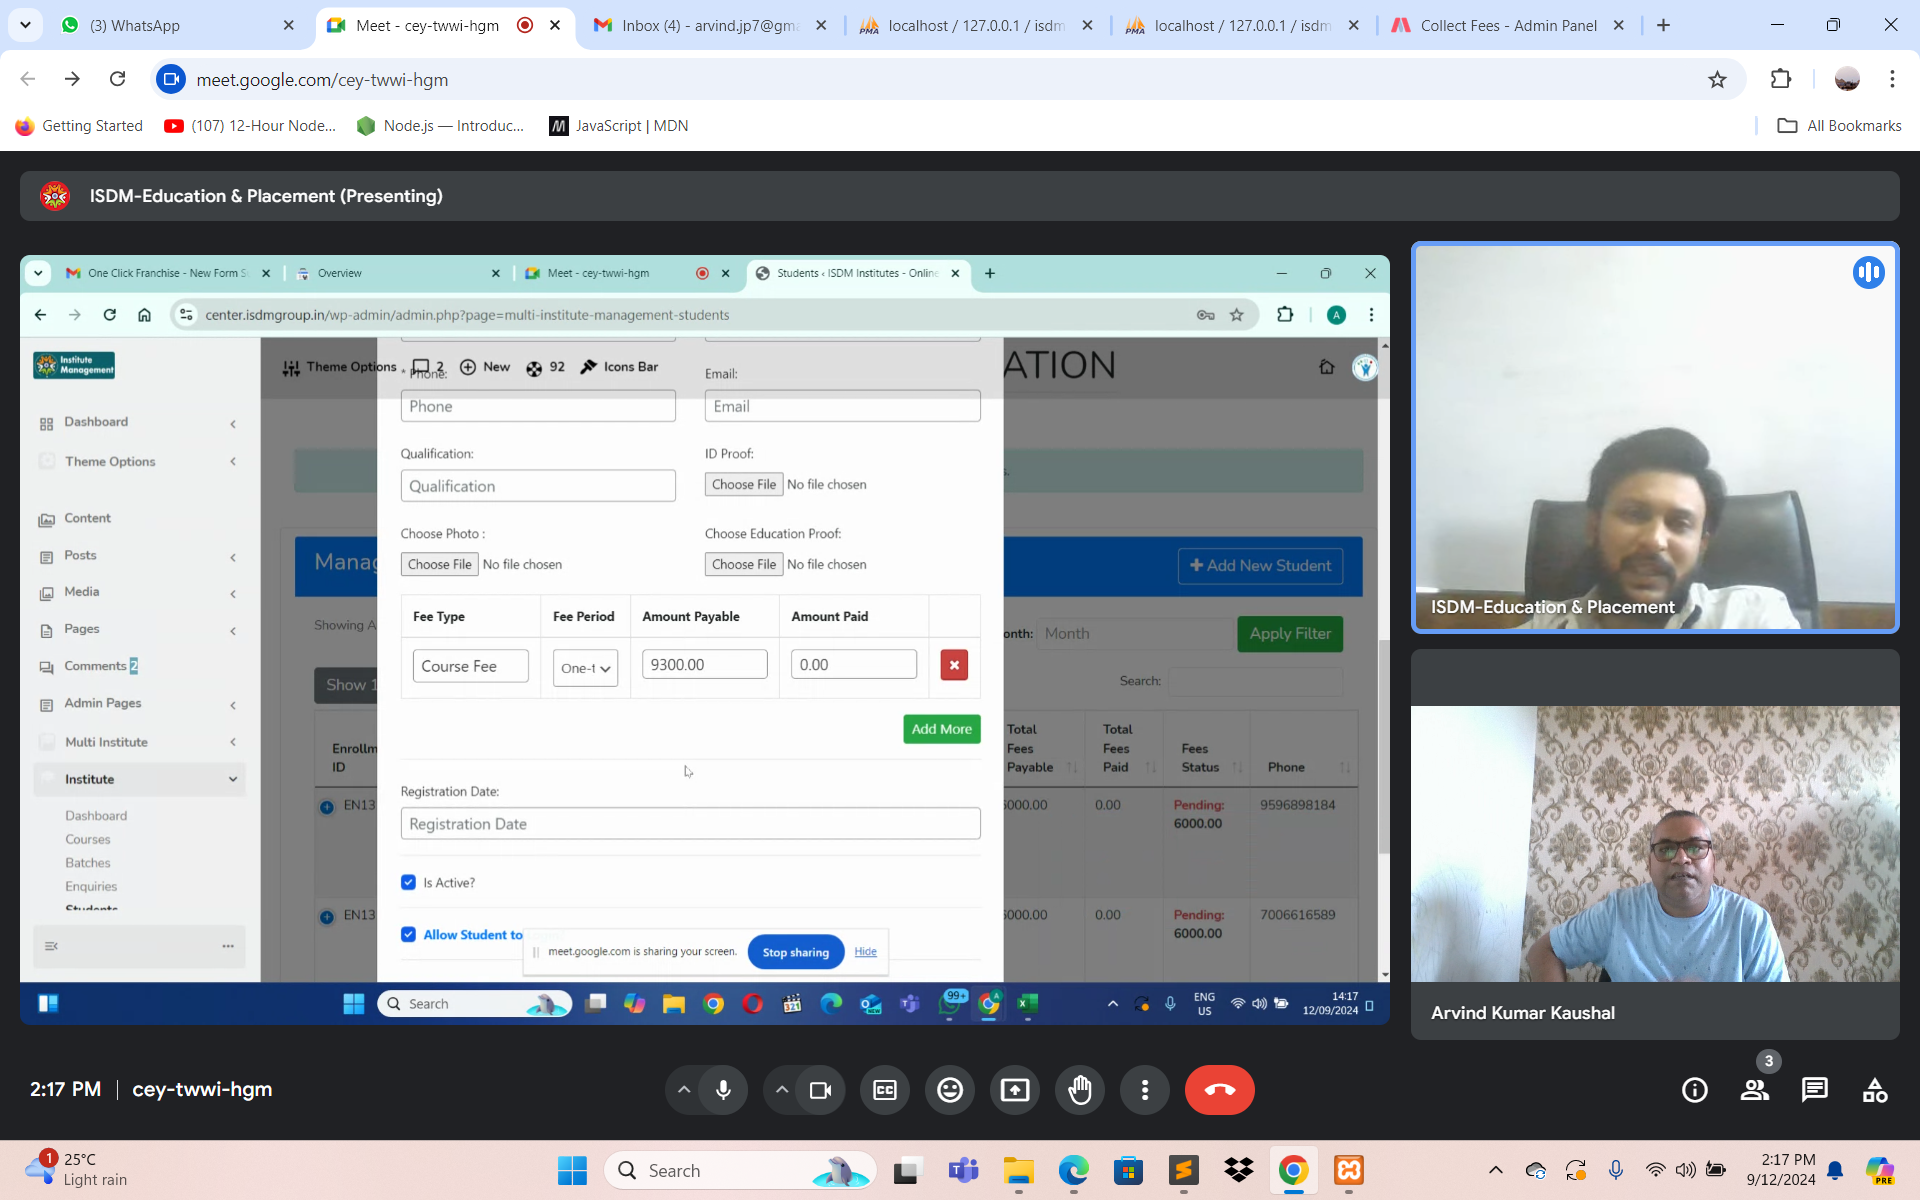 (3) WhatsApp
Meet - cey-twwi-hgm
Inbox (4) - arvind.jp7@gma
localhost / 127.0.0.1 / isdm
localhost / 127.0.0.1 / isdm
Collect Fees - Admin Panel
meet.google.com/cey-twwi-hgm
Getting Started
(107) 12-Hour Node...
Node.js — Introduc...
JavaScript | MDN
All Bookmarks
ISDM-Education & Placement (Presenting)
One Click Franchise - New Form S
Overview
Meet - cey-twwi-hgm
Students ‹ ISDM Institutes - Online
center.isdmgroup.in/wp-admin/admin.php?page=multi-institute-management-students
A
Institute
Management
Theme Options
2
New
92
Icons Bar
ATION
* Phone:
Email:
Phone
Email
Dashboard
Theme Options
Content
Posts
Media
Pages
Comments 2
Admin Pages
Multi Institute
Institute
Dashboard
Courses
Batches
Enquiries
Students
Qualification:
ID Proof:
Qualification
Choose File No file chosen
Choose Photo :
Choose Education Proof:
Choose File No file chosen
Choose File No file chosen
Manag
+ Add New Student
Showing A
onth:
Month
Apply Filter
Show 1
Search:
Fee Type
Fee Period
Amount Payable
Amount Paid
Course Fee
One-t
9300.00
0.00
Add More
Enrollm
ID
Total
Fees
Payable
Total
Fees
Paid
Fees
Status
Phone
EN13
6000.00
0.00
Pending:
6000.00
9596898184
EN13
6000.00
0.00
Pending:
6000.00
7006616589
Registration Date:
Registration Date
Is Active?
Allow Student to
meet.google.com is sharing your screen.
Stop sharing
Hide
Search
99+
ENG
US
14:17
12/09/2024
ISDM-Education & Placement
Arvind Kumar Kaushal
2:17 PM | cey-twwi-hgm
CC
3
1
25°C
Light rain
Search
2:17 PM
9/12/2024
PRE